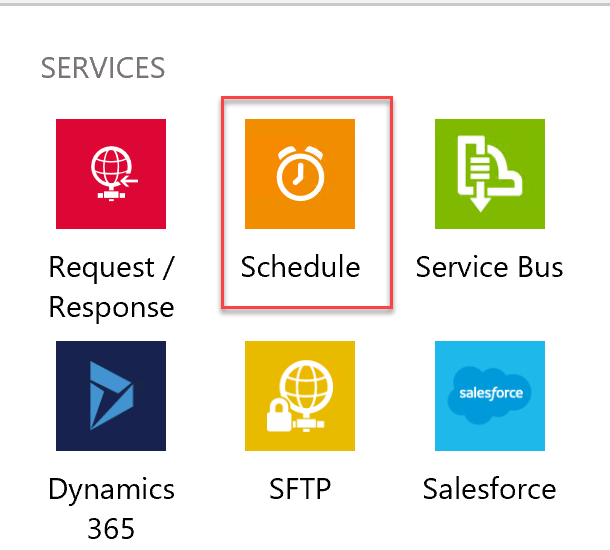 SERVICES
Request / Schedule Service Bus
Response
salesforce
Dynamics SFTP Salesforce
365